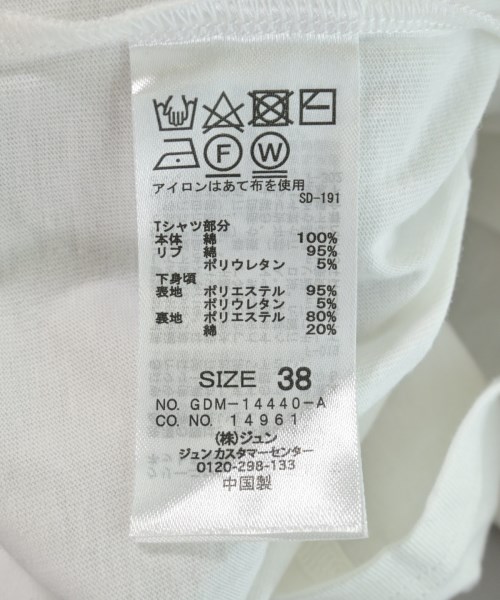 F W
アイロンはあて布を使用
SD-191
Tシャツ部分
本体 綿 100%
リブ 綿 95%
ポリウレタン 5%
下身頃
表地 ポリエステル 95%
ポリウレタン 5%
裏地 ポリエステル 80%
綿 20%
SIZE 38
NO. GDM-14440-A
CO. NO. 14961
(株)ジュン
ジュンカスタマーセンター
0120-298-133
中国製